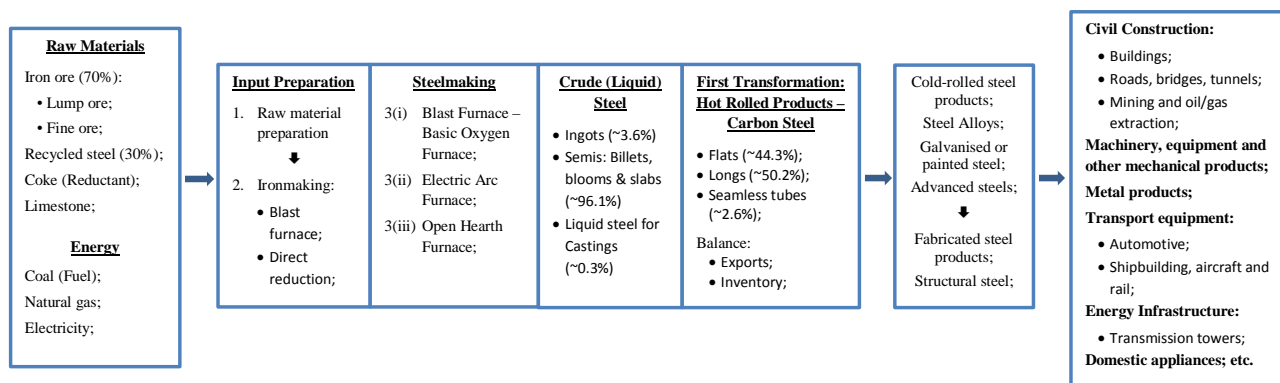 Raw Materials
Iron ore (70%):
• Lump ore;
• Fine ore;
Recycled steel (30%);
Coke (Reductant);
Limestone;
Energy
Coal (Fuel);
Natural gas;
Electricity;
Input Preparation
1. Raw material
preparation
2. Ironmaking:
• Blast
furnace;
• Direct
reduction;
Steelmaking
3(i) Blast Furnace –
Basic Oxygen
Furnace;
3(ii) Electric Arc
Furnace;
3(iii) Open Hearth
Furnace;
Crude (Liquid)
Steel
• Ingots (~3.6%)
• Semis: Billets,
blooms & slabs
(~96.1%)
• Liquid steel for
Castings
(~0.3%)
First Transformation:
Hot Rolled Products –
Carbon Steel
• Flats (~44.3%)
• Longs (~50.2%)
• Seamless tubes
(~2.6%);
Balance:
• Exports;
• Inventory;
Cold-rolled steel
products;
Steel Alloys;
Galvanised or
painted steel;
Advanced steels;
Fabricated steel
products;
Structural steel;
Civil Construction:
• Buildings;
• Roads, bridges, tunnels;
• Mining and oil/gas
extraction;
Machinery, equipment and
other mechanical products;
Metal products;
Transport equipment:
• Automotive;
• Shipbuilding, aircraft and
rail;
Energy Infrastructure:
• Transmission towers;
Domestic appliances; etc.